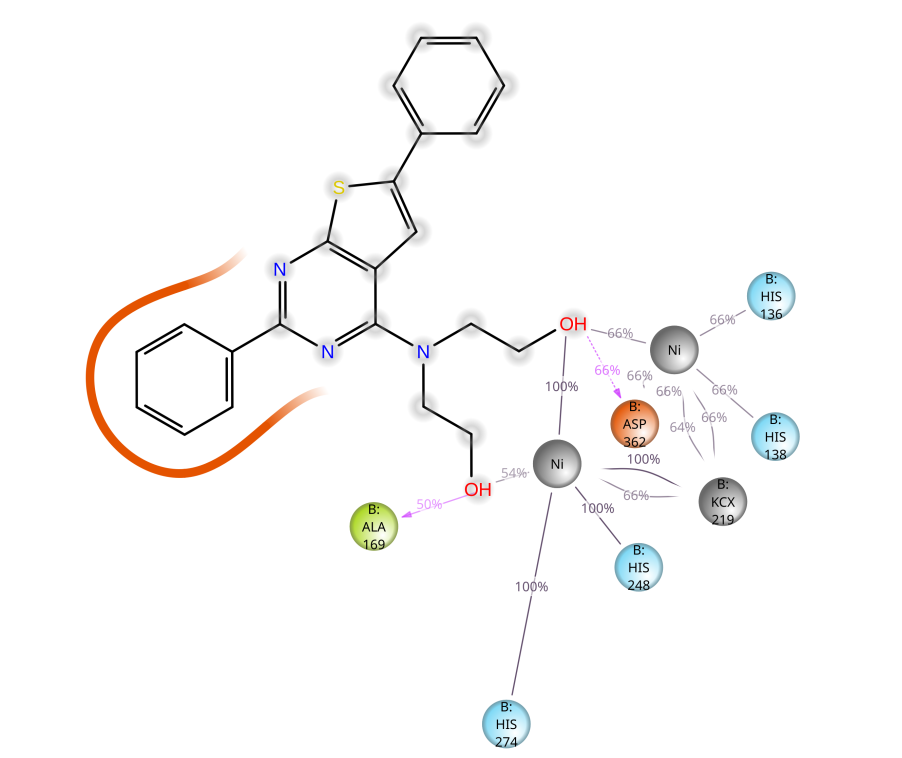 S
N
N
N
OH
66%
Ni
66%
B:
HIS
136
100%
66%
66%
66%
66%
66%
64%
B:
ASP
362
B:
HIS
138
100%
Ni
54%
OH
50%
66%
100%
B:
KCX
219
B:
ALA
169
B:
HIS
248
100%
B:
HIS
274